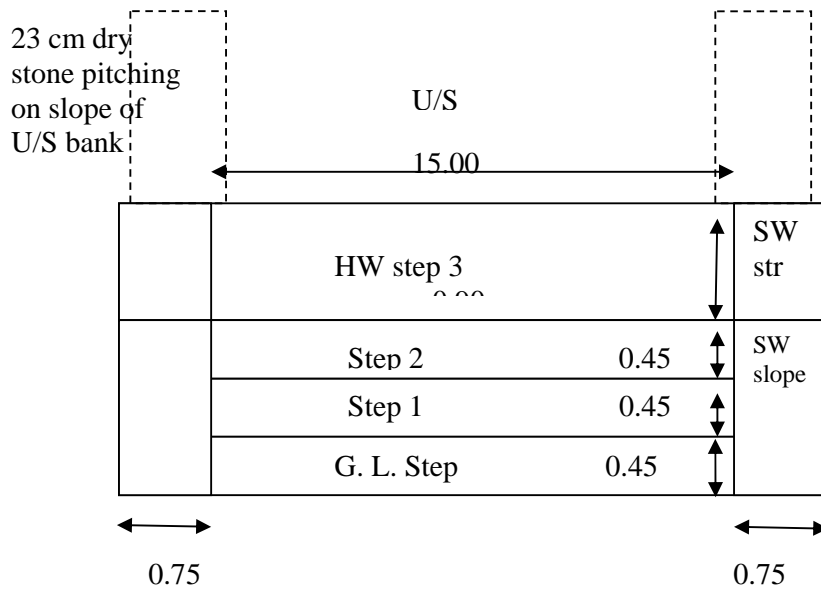 23 cm dry
stone pitching
on slope of
U/S bank
U/S
15.00
HW step 3
SW
str
Step 2 0.45
SW
slope
Step 1 0.45
G. L. Step 0.45
0.75 0.75